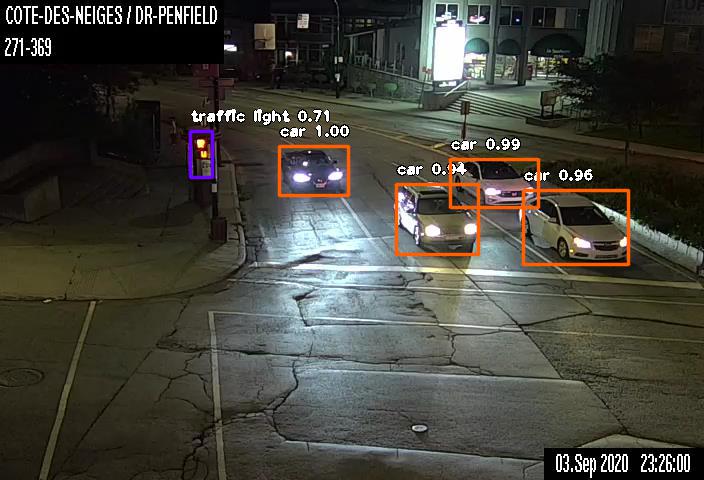 COTE-DES-NEIGES / DR-PENFIELD
271-369
traffic light 0.71
car 1.00
car 0.99
car 0.94
car 0.96
03.Sep 2020 23:26:00